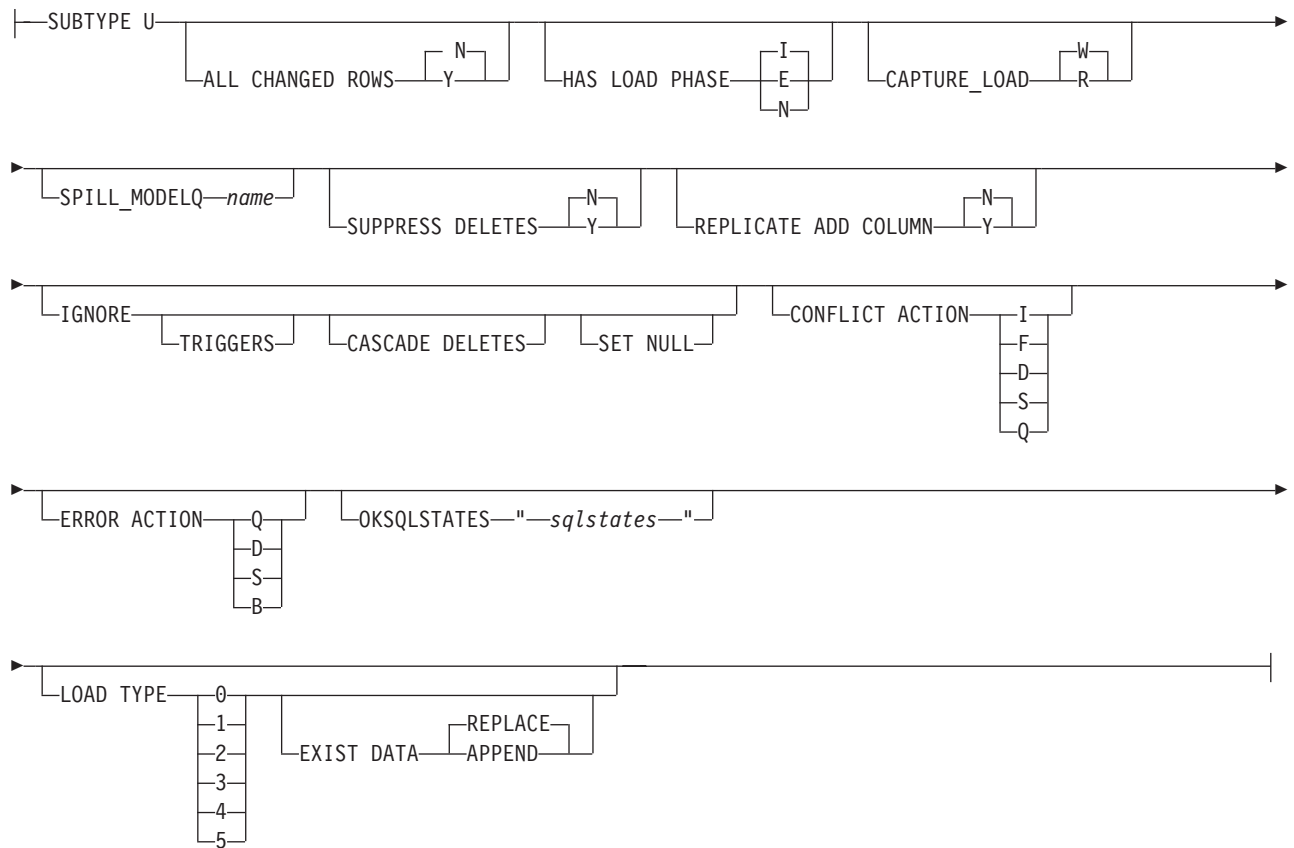 SUBTYPE U
N
ALL CHANGED ROWS Y
I
HAS LOAD PHASE E
N
W
CAPTURE_LOAD R
SPILL_MODELQ name
N
SUPPRESS DELETES Y
N
REPLICATE ADD COLUMN Y
IGNORE
TRIGGERS CASCADE DELETES SET NULL
CONFLICT ACTION I
F
D
S
Q
ERROR ACTION Q
D
S
B
OKSQLSTATES " sqlstates "
LOAD TYPE 0
1
2
3
4
5
REPLACE
EXIST DATA APPEND